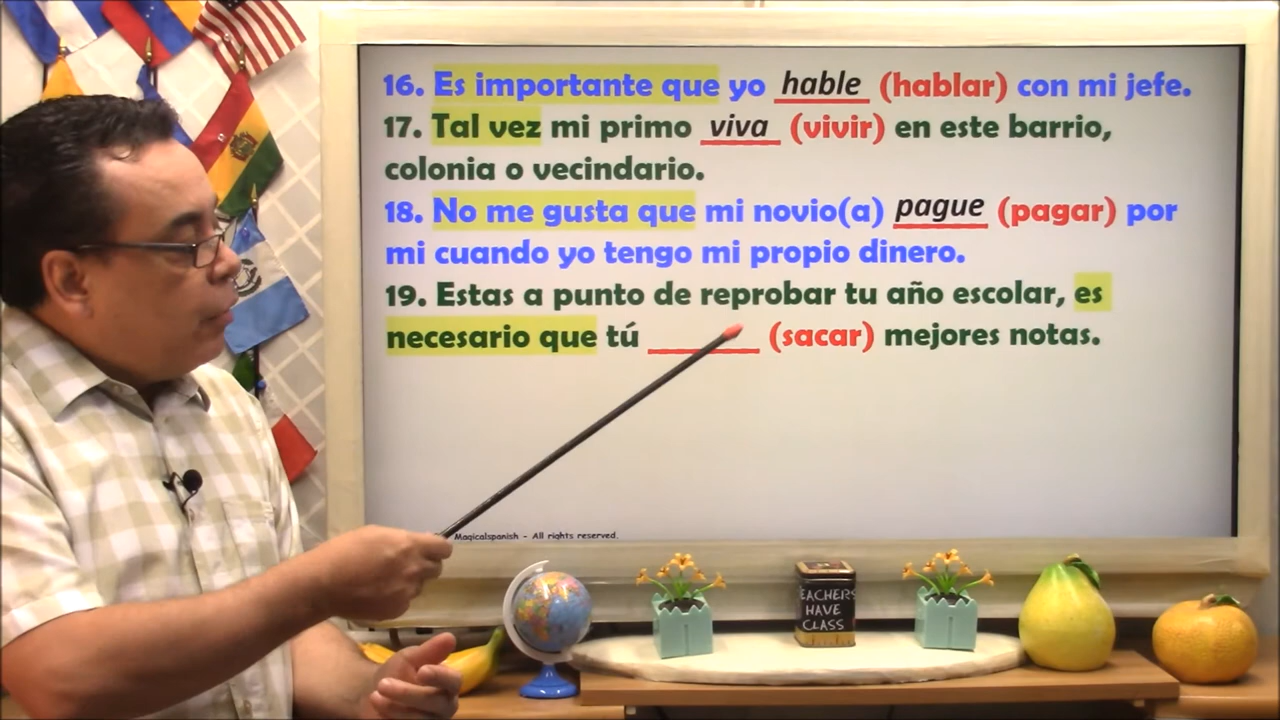 16. Es importante que yo hable (hablar) con mi jefe.
17. Tal vez mi primo viva (vivir) en este barrio,
colonia o vecindario.
18. No me gusta que mi novio(a) pague (pagar) por
mi cuando yo tengo mi propio dinero.
19. Estas a punto de reprobar tu año escolar, es
necesario que tú ______ (sacar) mejores notas.
Magicalspanish - All rights reserved.
EACHERS
HAVE
CLASS